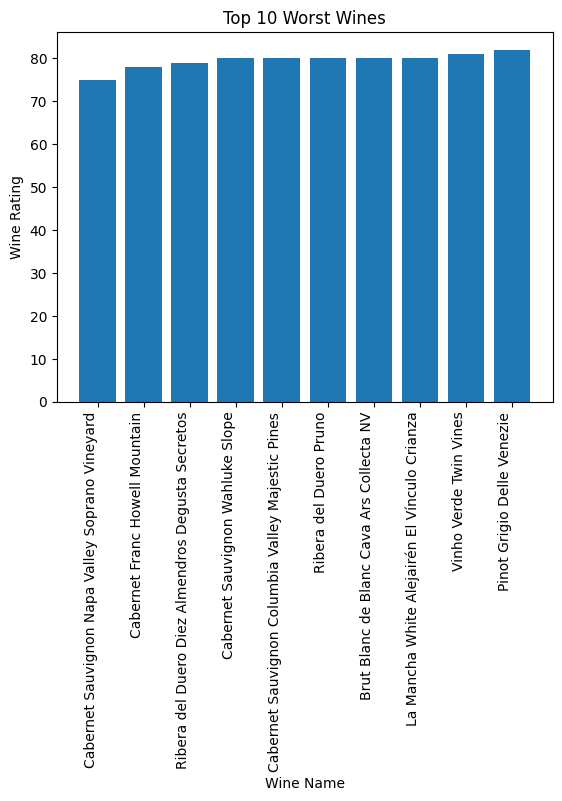 Top 10 Worst Wines
Wine Rating
80
70
60
50
40
30
20
10
0
Cabernet Sauvignon Napa Valley Soprano Vineyard
Cabernet Franc Howell Mountain
Ribera del Duero Diez Almendros Degusta Secretos
Cabernet Sauvignon Wahluke Slope
Cabernet Sauvignon Columbia Valley Majestic Pines
Ribera del Duero Pruno
Brut Blanc de Blanc Cava Ars Collecta NV
La Mancha White Alejairén El Vínculo Crianza
Vinho Verde Twin Vines
Pinot Grigio Delle Venezie
Wine Name